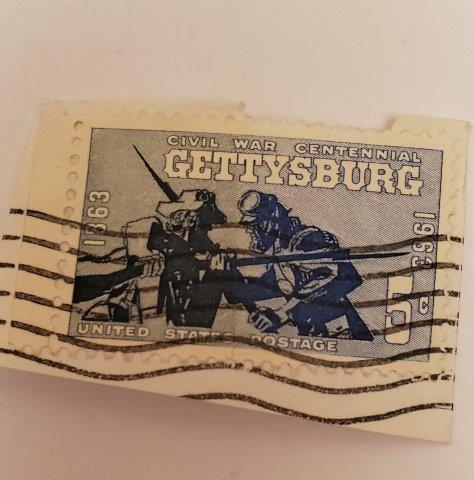 CIVIL WAR CENTENNIAL
GETTYSBURG
1863
1963
5c
UNITED STATES POSTAGE